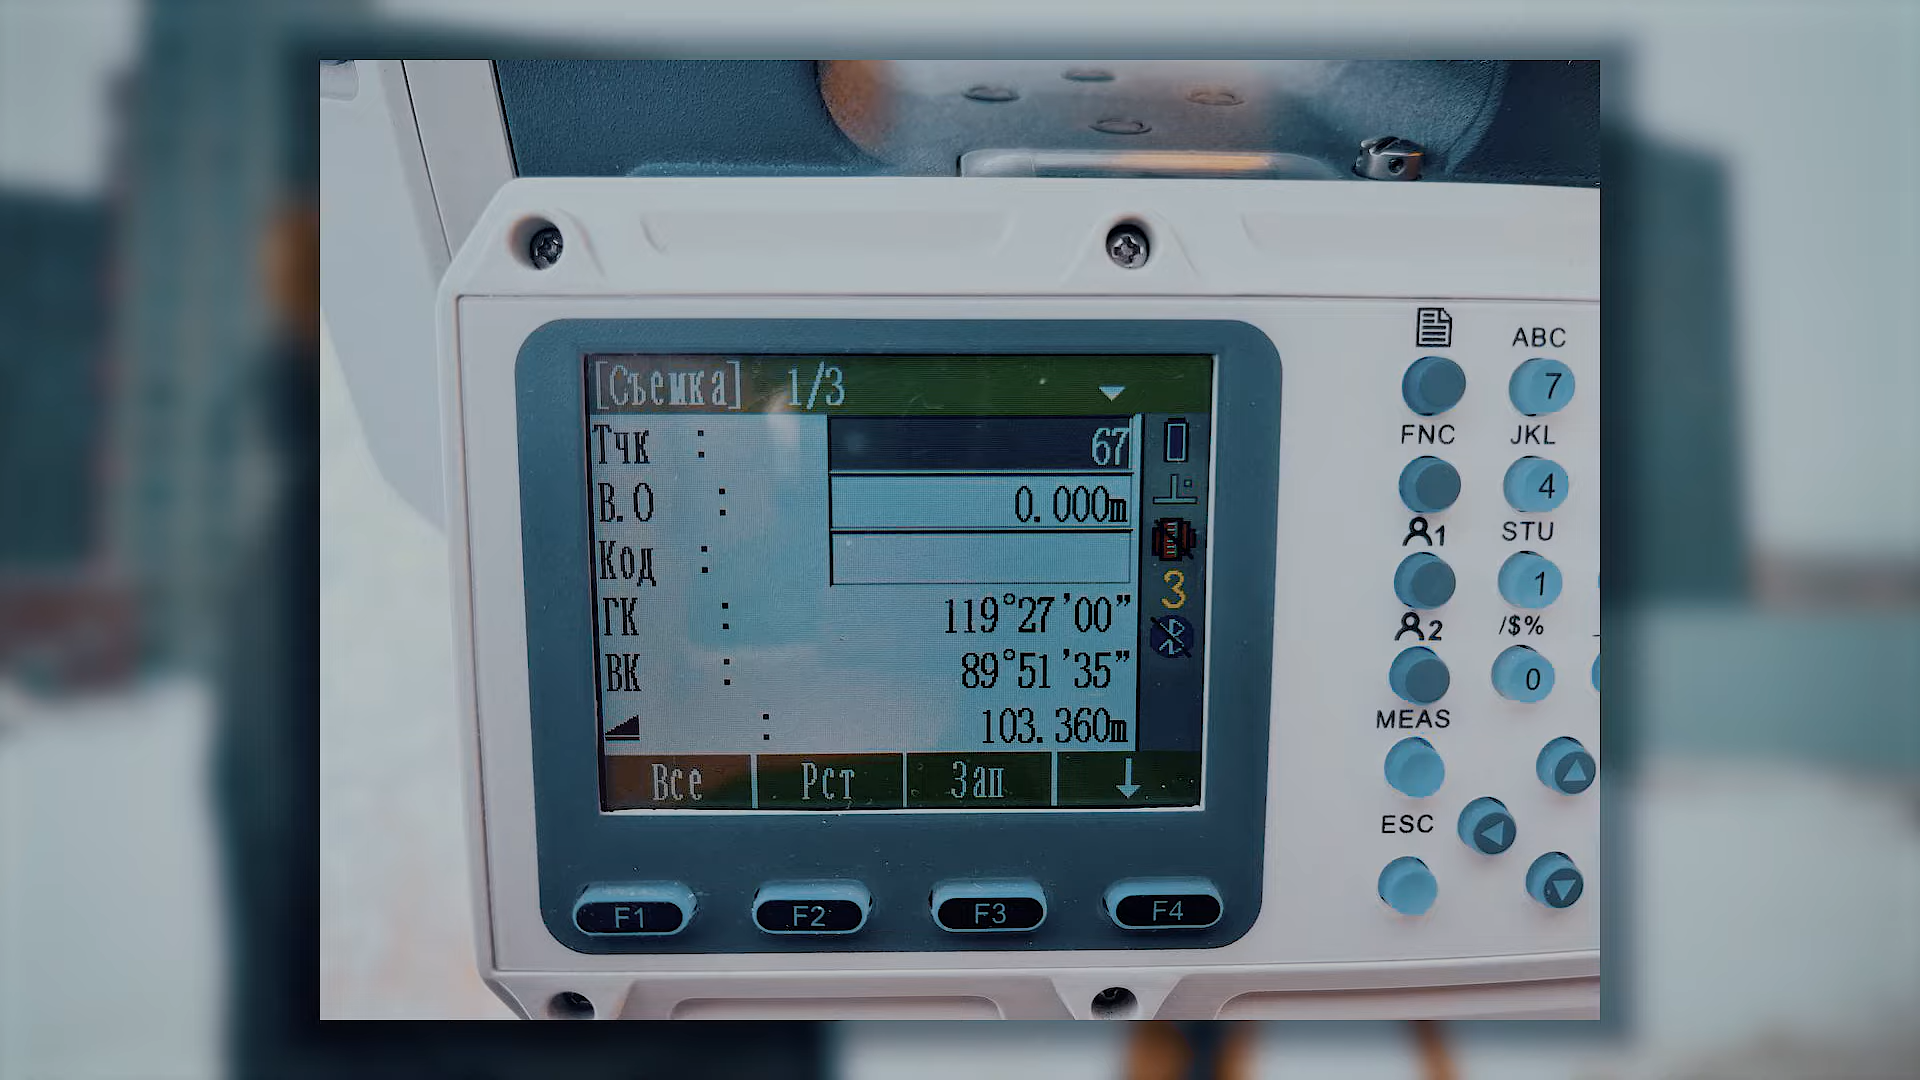 [Съемка] 1/3
Тчк : 67
В.О : 0.000m
Код :
ГК : 119°27'00"
ВК : 89°51'35"
: 103.360m
Все Рст Зап ↓
F1 F2 F3 F4
ABC
7
FNC JKL
4
1 STU
1
2 /$%
0
MEAS
ESC
3